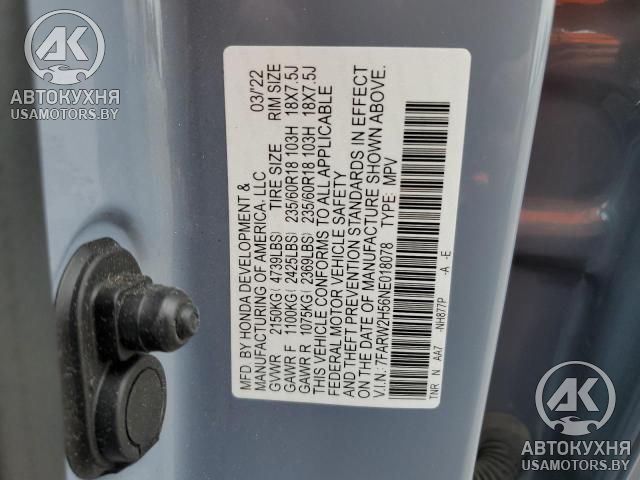 MFD. BY HONDA DEVELOPMENT & 03/'22
MANUFACTURING OF AMERICA, LLC
TIRE SIZE RIM SIZE
GVWR 2150KG( 4739LBS)
GAWR F 1100KG( 2425LBS) 235/60R18 103H 18X7.5J
GAWR R 1075KG( 2369LBS) 235/60R18 103H 18X7.5J
THIS VEHICLE CONFORMS TO ALL APPLICABLE
FEDERAL MOTOR VEHICLE SAFETY
AND THEFT PREVENTION STANDARDS IN EFFECT
ON THE DATE OF MANUFACTURE SHOWN ABOVE.
V.I.N: 7FARW2H56NE018078 TYPE: MPV
TNR N AA7 -NH877P -A -E
АК
АВТОКУХНЯ
USAMOTORS.BY
АК
АВТОКУХНЯ
USAMOTORS.BY